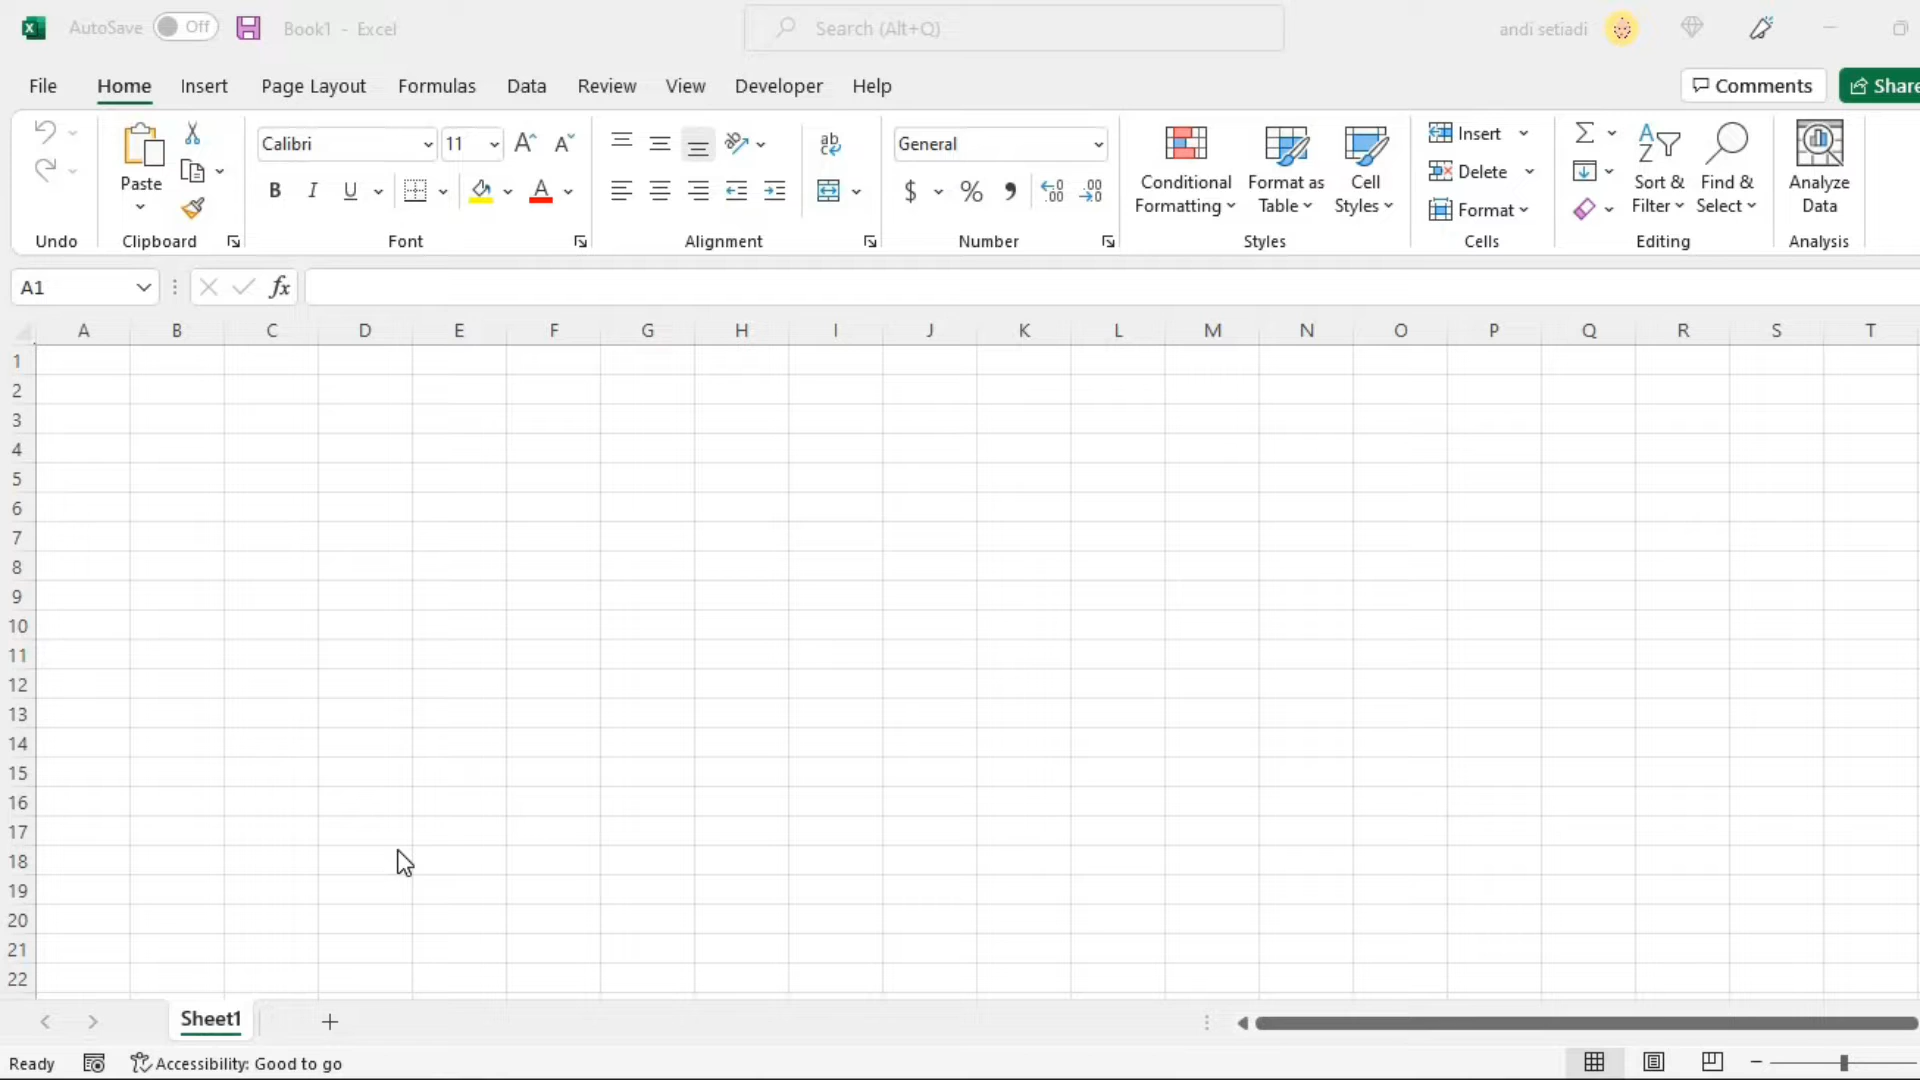 AutoSave Off Book1 - Excel Search (Alt+Q) andi setiadi
File Home Insert Page Layout Formulas Data Review View Developer Help Comments Share
Paste Calibri 11 General Conditional Formatting Format as Table Cell Styles Insert Delete Format Sort & Filter Find & Select Analyze Data
Undo Clipboard Font Alignment Number Styles Cells Editing Analysis
A1 fx
A B C D E F G H I J K L M N O P Q R S T
1
2
3
4
5
6
7
8
9
10
11
12
13
14
15
16
17
18
19
20
21
22
Sheet1
Ready Accessibility: Good to go